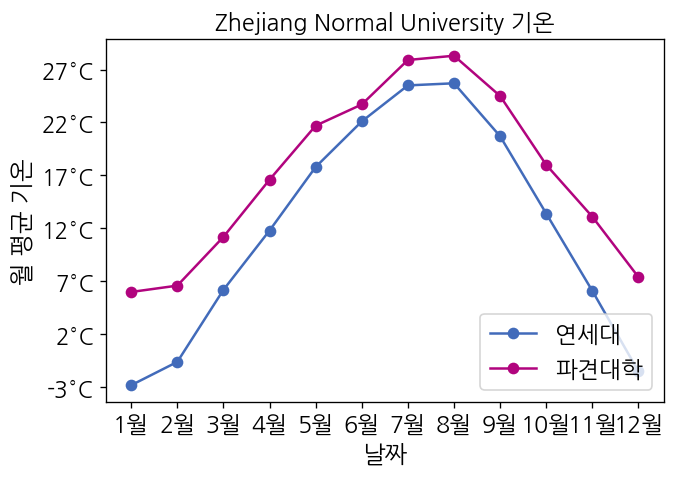 Zhejiang Normal University 기온
월 평균 기온
27˚C
22˚C
17˚C
12˚C
7˚C
2˚C
-3˚C
연세대
파견대학
1월 2월 3월 4월 5월 6월 7월 8월 9월 10월 11월 12월
날짜